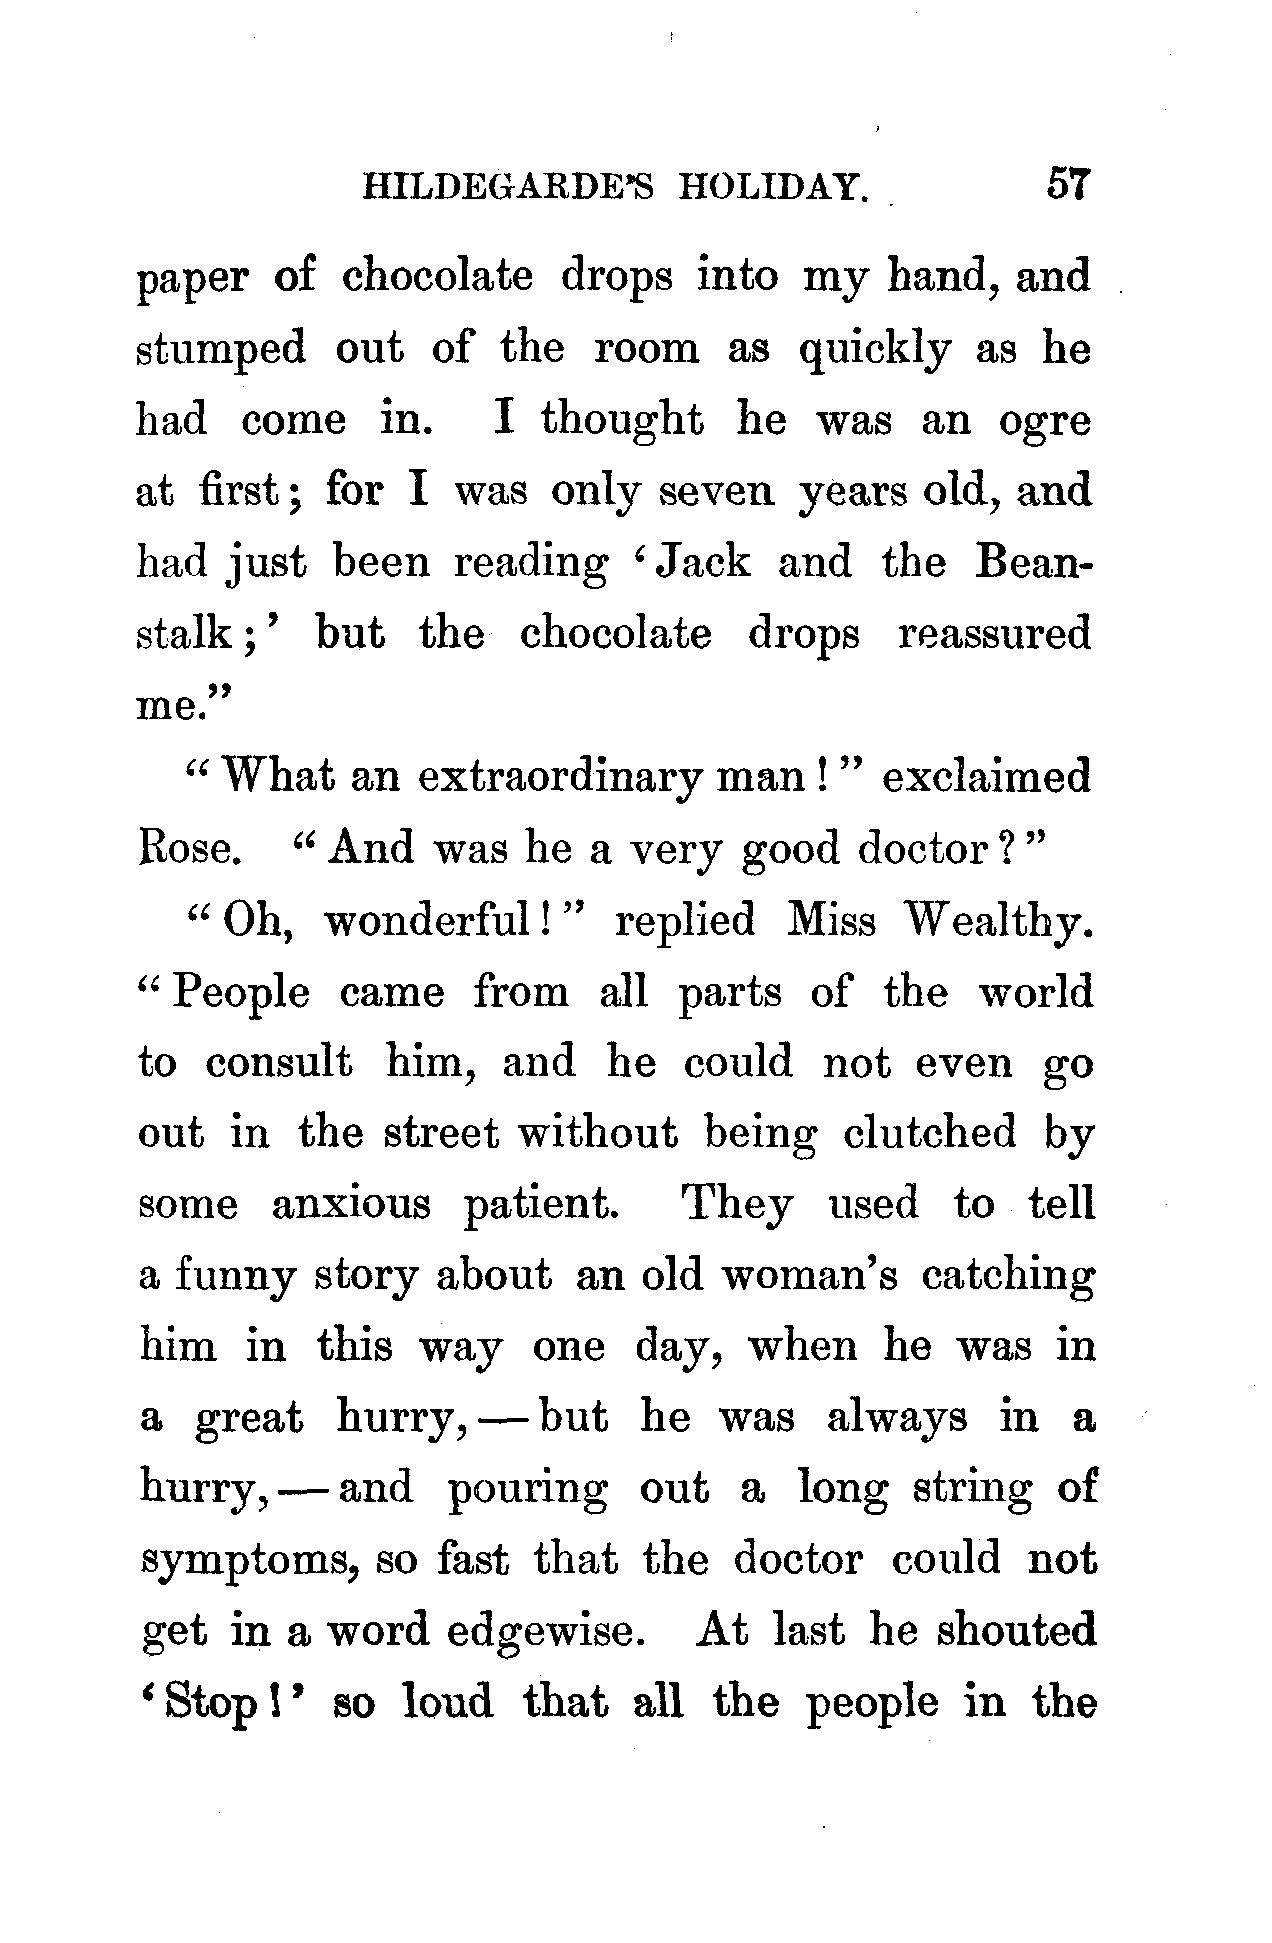 HILDEGARDE'S HOLIDAY. 57
paper of chocolate drops into my hand, and
stumped out of the room as quickly as he
had come in. I thought he was an ogre
at first; for I was only seven years old, and
had just been reading 'Jack and the Bean-
stalk;' but the chocolate drops reassured
me."
"What an extraordinary man!" exclaimed
Rose. "And was he a very good doctor?"
"Oh, wonderful!" replied Miss Wealthy.
"People came from all parts of the world
to consult him, and he could not even go
out in the street without being clutched by
some anxious patient. They used to tell
a funny story about an old woman's catching
him in this way one day, when he was in
a great hurry,—but he was always in a
hurry,—and pouring out a long string of
symptoms, so fast that the doctor could not
get in a word edgewise. At last he shouted
'Stop!' so loud that all the people in the